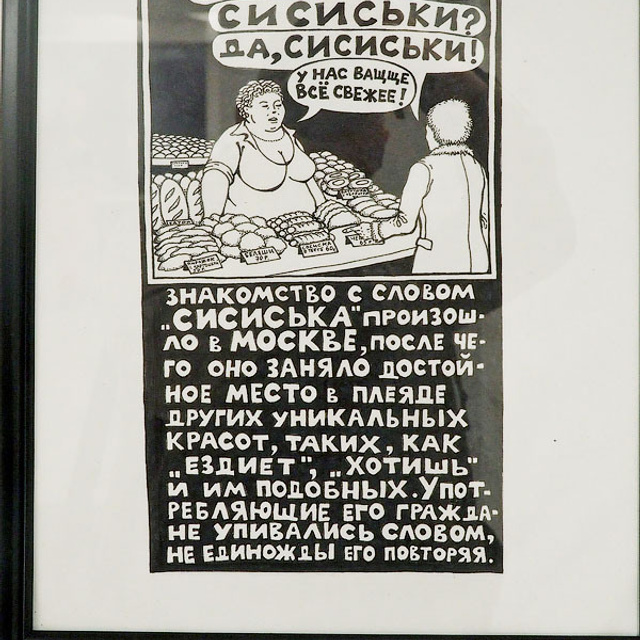 СИСИСЬКИ?
ДА, СИСИСЬКИ!
У НАС ВАЩЩЕ
ВСЁ СВЕЖЕЕ!
БЕЛЯШИ
ЗНАКОМСТВО С СЛОВОМ
„СИСИСЬКА" ПРОИЗОШ-
ЛО В МОСКВЕ, ПОСЛЕ ЧЕ-
ГО ОНО ЗАНЯЛО ДОСТОЙ-
НОЕ МЕСТО В ПЛЕЯДЕ
ДРУГИХ УНИКАЛЬНЫХ
КРАСОТ, ТАКИХ, КАК
„ЕЗДИЕТ", „ХОТИШЬ"
И ИМ ПОДОБНЫХ. УПОТ-
РЕБЛЯЮЩИЕ ЕГО ГРАЖДА-
НЕ УПИВАЛИСЬ СЛОВОМ,
НЕ ЕДИНОЖДЫ ЕГО ПОВТОРЯЯ.